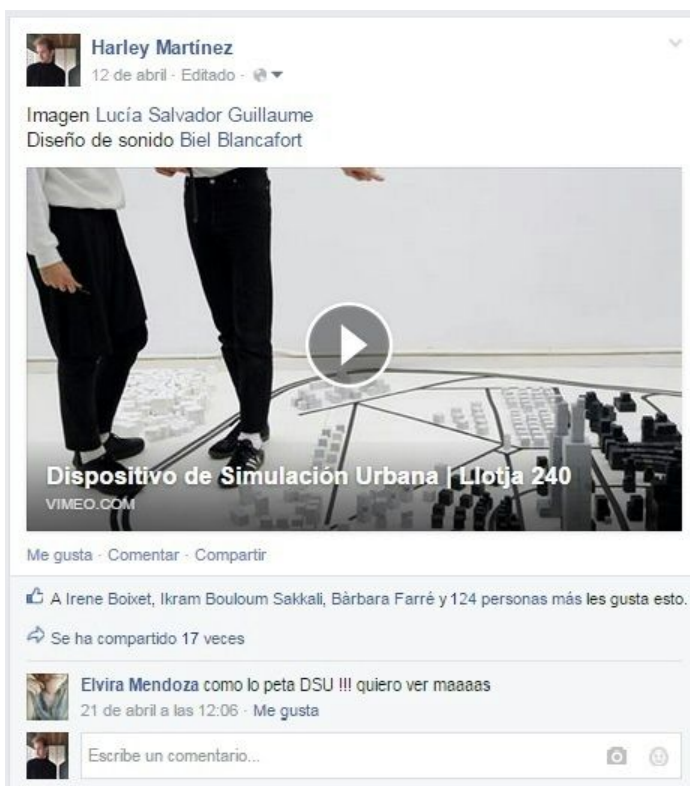 Harley Martínez
12 de abril · Editado ·
Imagen Lucía Salvador Guillaume
Diseño de sonido Biel Blancafort
Dispositivo de Simulación Urbana | Llotja 240
VIMEO.COM
Me gusta · Comentar · Compartir
A Irene Boixet, Ikram Bouloum Sakkali, Bàrbara Farré y 124 personas más les gusta esto.
Se ha compartido 17 veces
Elvira Mendoza como lo peta DSU !!! quiero ver maaaas
21 de abril a las 12:06 · Me gusta
Escribe un comentario...